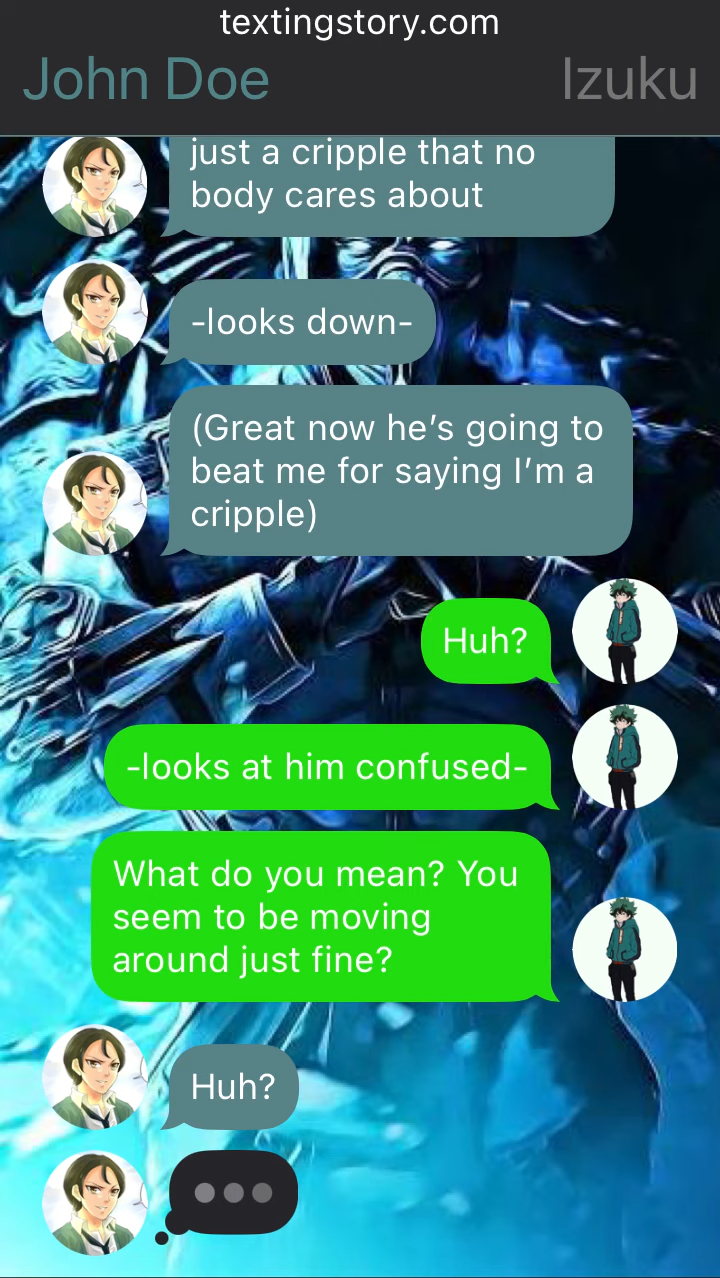 textingstory.com
John Doe
Izuku
just a cripple that no
body cares about
-looks down-
(Great now he’s going to
beat me for saying I’m a
cripple)
Huh?
-looks at him confused-
What do you mean? You
seem to be moving
around just fine?
Huh?